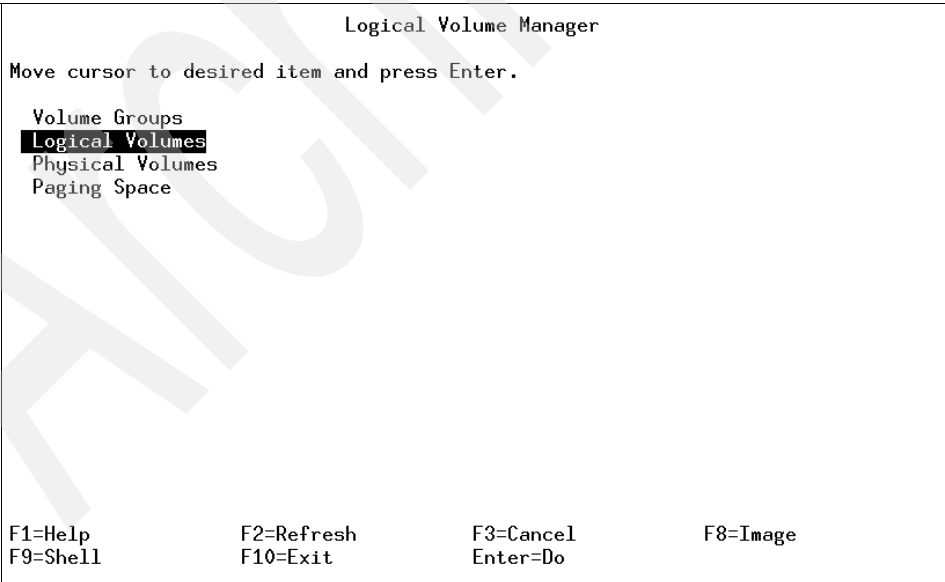 Logical Volume Manager
Move cursor to desired item and press Enter.
Volume Groups
Logical Volumes
Physical Volumes
Paging Space
F1=Help F2=Refresh F3=Cancel F8=Image
F9=Shell F10=Exit Enter=Do